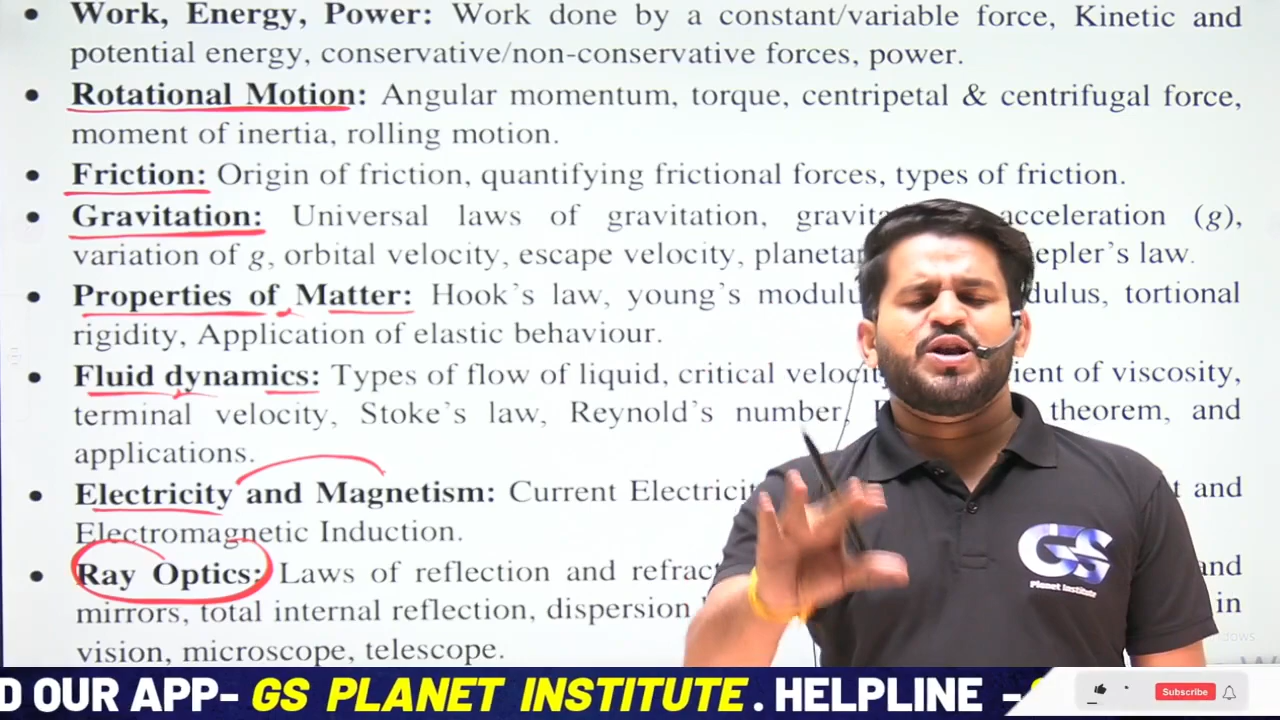 • Work, Energy, Power: Work done by a constant/variable force, Kinetic and
potential energy, conservative/non-conservative forces, power.
• Rotational Motion: Angular momentum, torque, centripetal & centrifugal force,
moment of inertia, rolling motion.
• Friction: Origin of friction, quantifying frictional forces, types of friction.
• Gravitation: Universal laws of gravitation, acceleration (g),
variation of g, orbital velocity, escape velocity, law.
• Properties of Matter: Hook's law, young's tortional
rigidity, Application of elastic behaviour.
• Fluid dynamics: Types of flow of liquid, critical of viscosity,
terminal velocity, Stoke's law, Reynold's number, theorem, and
applications.
• Electricity and Magnetism: Current and
Electromagnetic Induction.
• Ray Optics: Laws of reflection and and
mirrors, total internal reflection, dispersion in
vision, microscope, telescope.
GS
Planet Institute
OUR APP- GS PLANET INSTITUTE. HELPLINE -
Subscribe